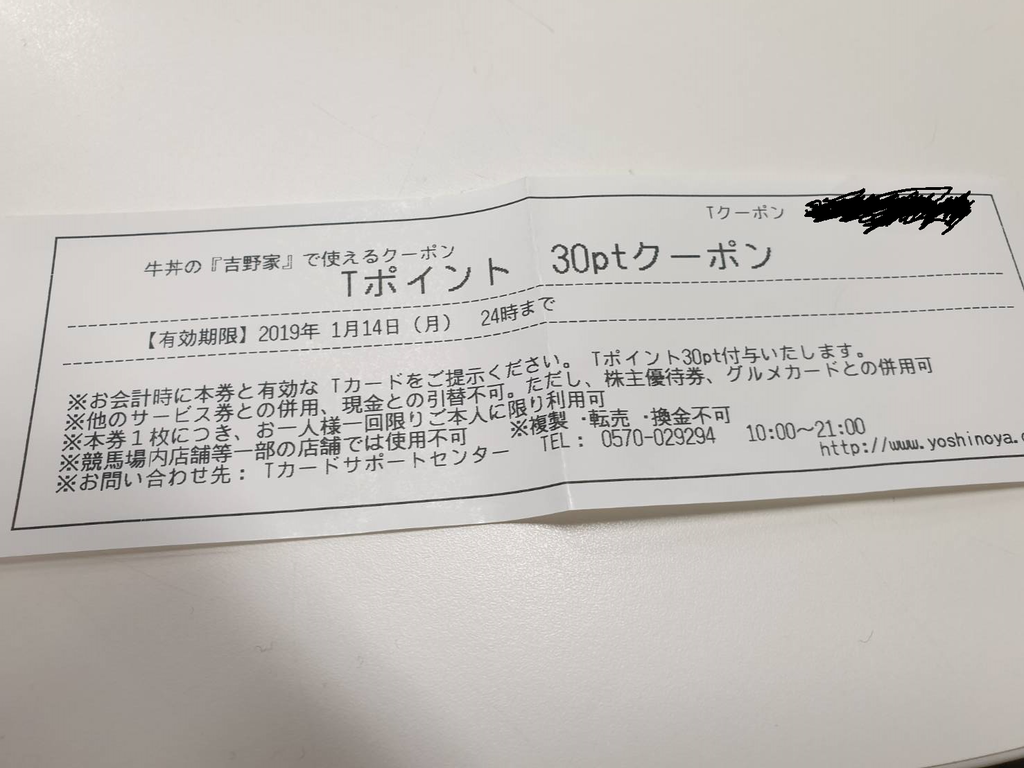 Tクーポン
牛丼の『吉野家』で使えるクーポン
Tポイント 30ptクーポン
【有効期限】2019年 1月14日（月） 24時まで
※お会計時に本券と有効な Tカードをご提示ください。 Tポイント30pt付与いたします。
※他のサービス券との併用、現金との引替不可。ただし、株主優待券、グルメカードとの併用可
※本券１枚につき、お一人様一回限りご本人に限り利用可
※競馬場内店舗等一部の店舗では使用不可 ※複製・転売・換金不可
※お問い合わせ先： Tカードサポートセンター TEL： 0570-029294 10:00～21:00
http://www.yoshinoya.c